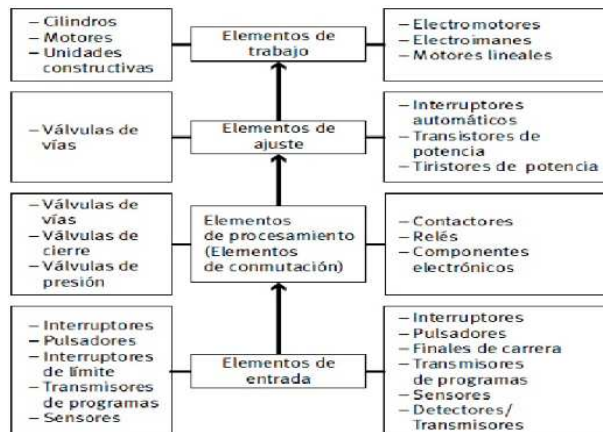 – Cilindros
– Motores
– Unidades
constructivas
Elementos de
trabajo
– Electromotores
– Electroimanes
– Motores lineales
– Válvulas de
vías
Elementos de
ajuste
– Interruptores
automáticos
– Transistores de
potencia
– Tiristores de potencia
– Válvulas de
vías
– Válvulas de
cierre
– Válvulas de
presión
Elementos
de procesamiento
(Elementos
de conmutación)
– Contactores
– Relés
– Componentes
electrónicos
– Interruptores
– Pulsadores
– Interruptores
de límite
– Transmisores
de programas
– Sensores
Elementos de
entrada
– Interruptores
– Pulsadores
– Finales de carrera
– Transmisores
de programas
– Sensores
– Detectores/
Transmisores